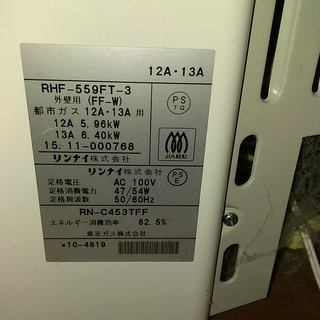 12A・13A
RHF-559FT-3
外壁用 (FF-W)
都市ガス 12A・13A 用
12A 5.96kW
13A 6.40kW
15.11-000768
リンナイ株式会社
PS
TG
JIA認証
リンナイ株式会社
定格電圧 AC 100V
定格消費電力 47/54W
定格周波数 50/60Hz
PS
E
RN-C453TFF
エネルギー消費効率 82.5%
東京ガス株式会社
*10-4819